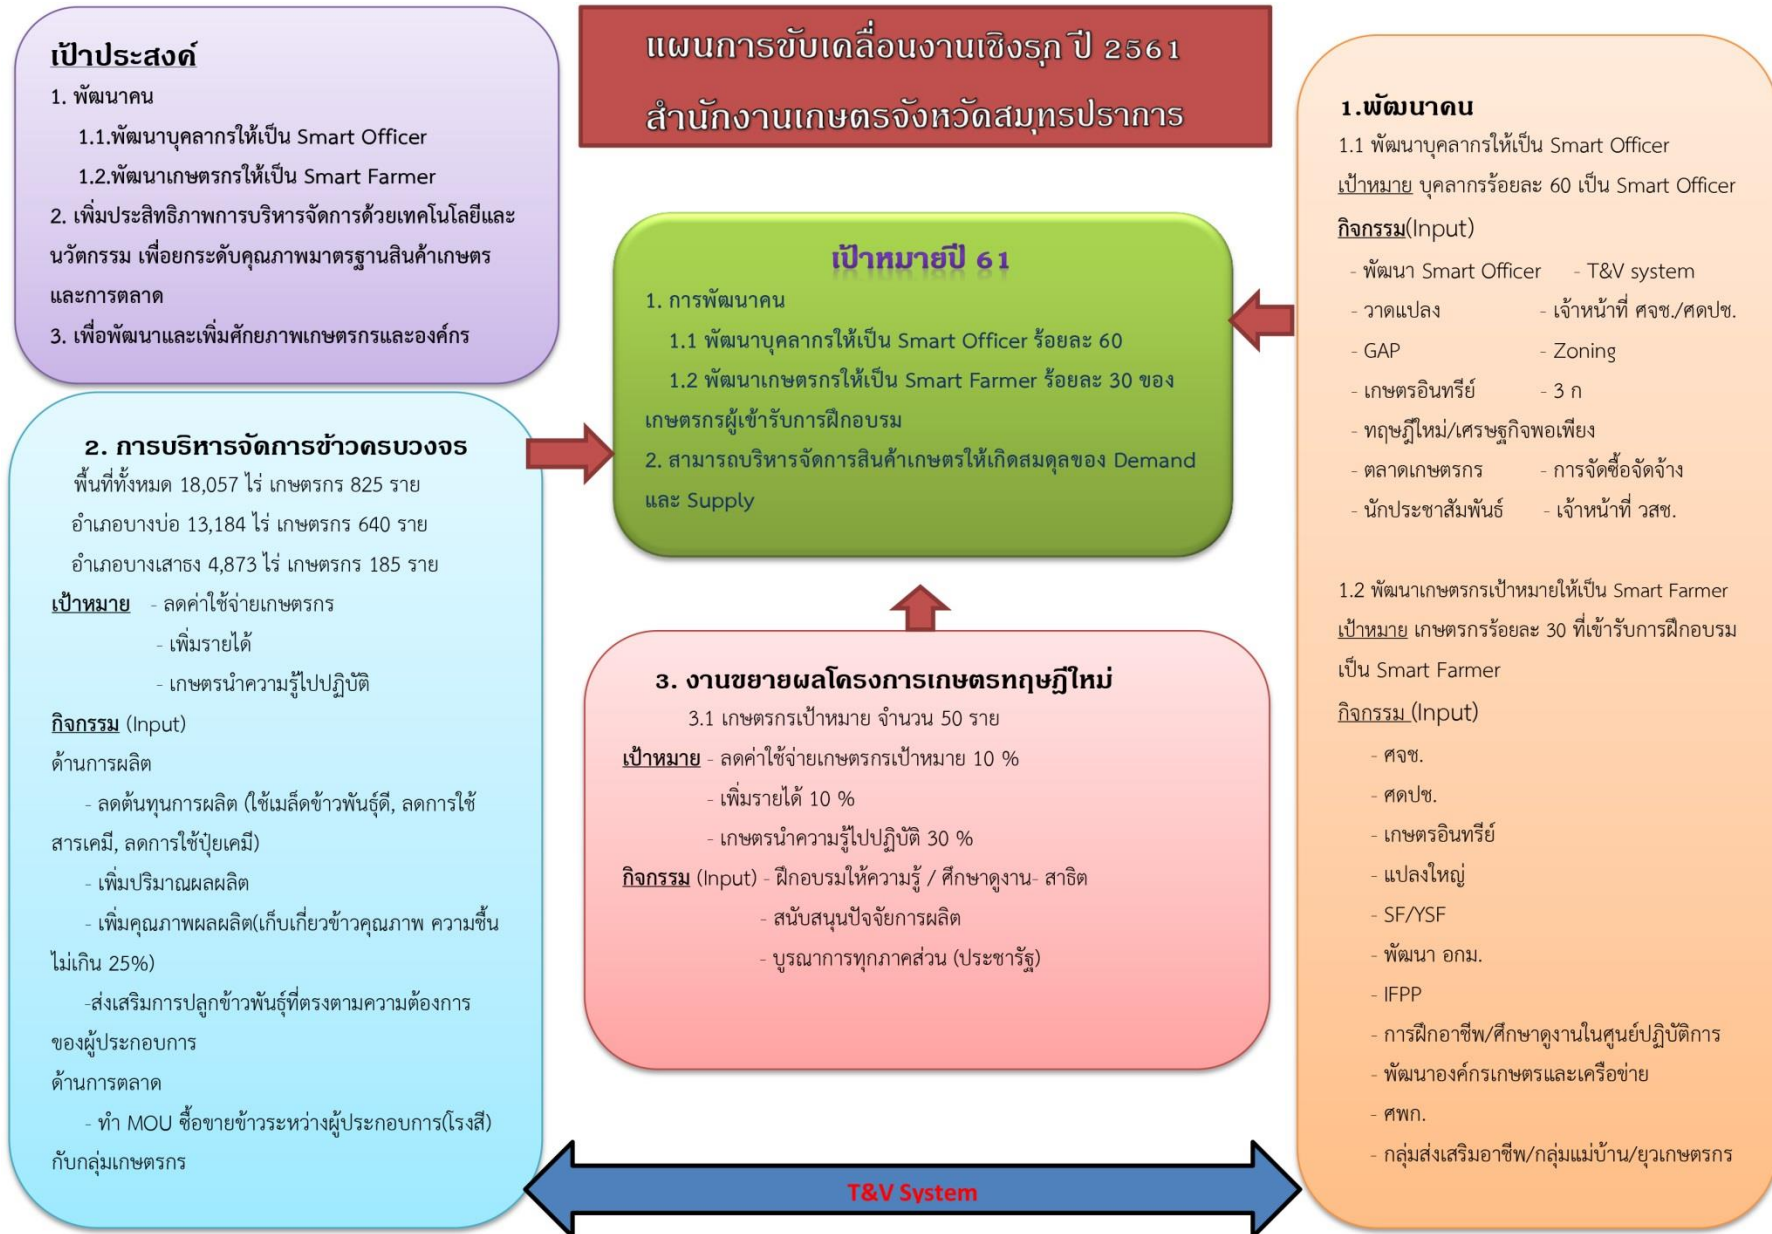 แผนการขับเคลื่อนงานเชิงรุก ปี 2561
สำนักงานเกษตรจังหวัดสมุทรปราการ
เป้าประสงค์
1. พัฒนาคน
1.1.พัฒนาบุคลากรให้เป็น Smart Officer
1.2.พัฒนาเกษตรกรให้เป็น Smart Farmer
2. เพิ่มประสิทธิภาพการบริหารจัดการด้วยเทคโนโลยีและ
นวัตกรรม เพื่อยกระดับคุณภาพมาตรฐานสินค้าเกษตร
และการตลาด
3. เพื่อพัฒนาและเพิ่มศักยภาพเกษตรกรและองค์กร
เป้าหมายปี 61
1. การพัฒนาคน
1.1 พัฒนาบุคลากรให้เป็น Smart Officer ร้อยละ 60
1.2 พัฒนาเกษตรกรให้เป็น Smart Farmer ร้อยละ 30 ของ
เกษตรกรผู้เข้ารับการฝึกอบรม
2. สามารถบริหารจัดการสินค้าเกษตรให้เกิดสมดุลของ Demand
และ Supply
1.พัฒนาคน
1.1 พัฒนาบุคลากรให้เป็น Smart Officer
เป้าหมาย บุคลากรร้อยละ 60 เป็น Smart Officer
กิจกรรม(Input)
- พัฒนา Smart Officer - T&V system
- วาดแปลง - เจ้าหน้าที่ ศจช./ศดปช.
- GAP - Zoning
- เกษตรอินทรีย์ - 3 ก
- ทฤษฎีใหม่/เศรษฐกิจพอเพียง
- ตลาดเกษตรกร - การจัดซื้อจัดจ้าง
- นักประชาสัมพันธ์ - เจ้าหน้าที่ วสช.
1.2 พัฒนาเกษตรกรเป้าหมายให้เป็น Smart Farmer
เป้าหมาย เกษตรกรร้อยละ 30 ที่เข้ารับการฝึกอบรม
เป็น Smart Farmer
กิจกรรม (Input)
- ศจช.
- ศดปช.
- เกษตรอินทรีย์
- แปลงใหญ่
- SF/YSF
- พัฒนา อกม.
- IFPP
- การฝึกอาชีพ/ศึกษาดูงานในศูนย์ปฏิบัติการ
- พัฒนาองค์กรเกษตรและเครือข่าย
- ศพก.
- กลุ่มส่งเสริมอาชีพ/กลุ่มแม่บ้าน/ยุวเกษตรกร
2. การบริหารจัดการข้าวครบวงจร
พื้นที่ทั้งหมด 18,057 ไร่ เกษตรกร 825 ราย
อำเภอบางบ่อ 13,184 ไร่ เกษตรกร 640 ราย
อำเภอบางเสาธง 4,873 ไร่ เกษตรกร 185 ราย
เป้าหมาย - ลดค่าใช้จ่ายเกษตรกร
- เพิ่มรายได้
- เกษตรนำความรู้ไปปฏิบัติ
กิจกรรม (Input)
ด้านการผลิต
- ลดต้นทุนการผลิต (ใช้เมล็ดข้าวพันธุ์ดี, ลดการใช้
สารเคมี, ลดการใช้ปุ๋ยเคมี)
- เพิ่มปริมาณผลผลิต
- เพิ่มคุณภาพผลผลิต(เก็บเกี่ยวข้าวคุณภาพ ความชื้น
ไม่เกิน 25%)
-ส่งเสริมการปลูกข้าวพันธุ์ที่ตรงตามความต้องการ
ของผู้ประกอบการ
ด้านการตลาด
- ทำ MOU ซื้อขายข้าวระหว่างผู้ประกอบการ(โรงสี)
กับกลุ่มเกษตรกร
3. งานขยายผลโครงการเกษตรทฤษฎีใหม่
3.1 เกษตรกรเป้าหมาย จำนวน 50 ราย
เป้าหมาย - ลดค่าใช้จ่ายเกษตรกรเป้าหมาย 10 %
- เพิ่มรายได้ 10 %
- เกษตรนำความรู้ไปปฏิบัติ 30 %
กิจกรรม (Input) - ฝึกอบรมให้ความรู้ / ศึกษาดูงาน- สาธิต
- สนับสนุนปัจจัยการผลิต
- บูรณาการทุกภาคส่วน (ประชารัฐ)
T&V System